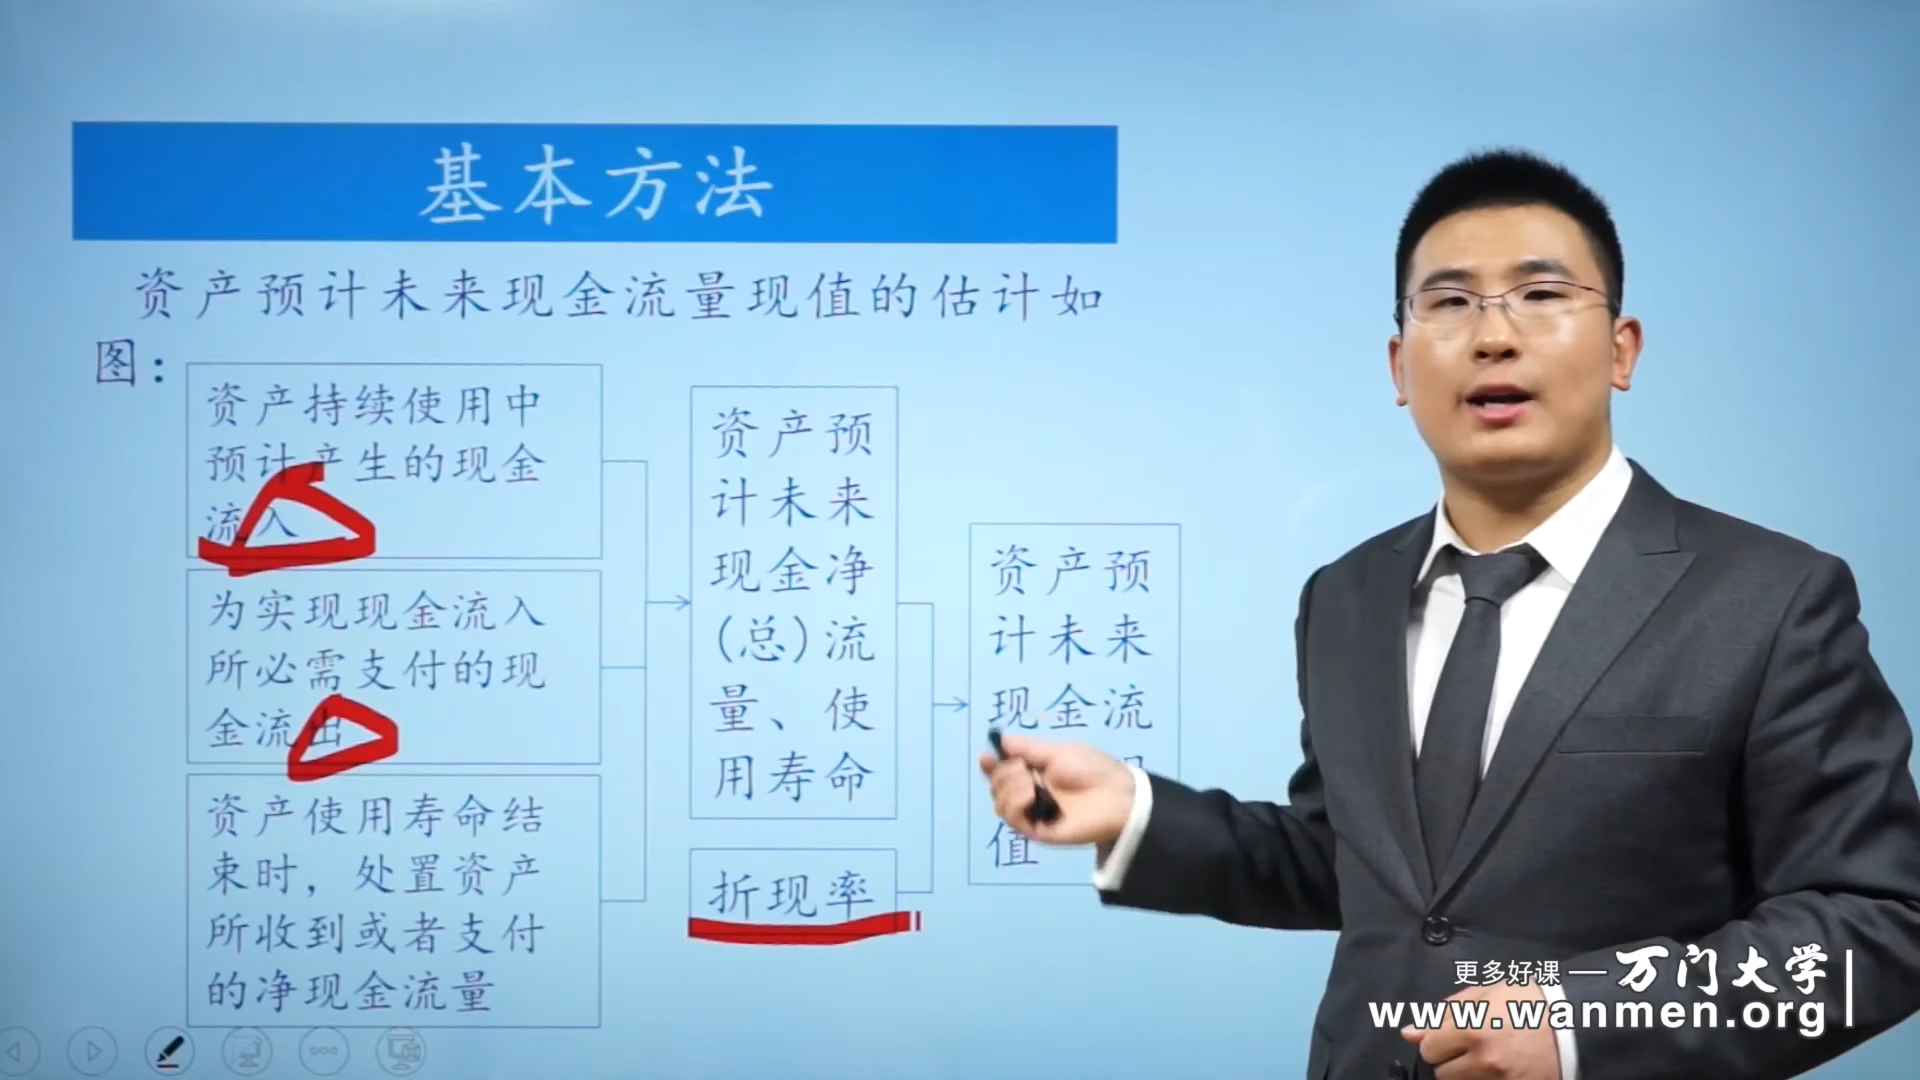 基本方法
资产预计未来现金流量现值的估计如
图：
资产持续使用中
预计产生的现金
流入
为实现现金流入
所必需支付的现
金流出
资产使用寿命结
束时，处置资产
所收到或者支付
的净现金流量
资产预
计未来
现金净
(总)流
量、使
用寿命
折现率
资产预
计未来
现金流
值
更多好课 — 万门大学
www.wanmen.org